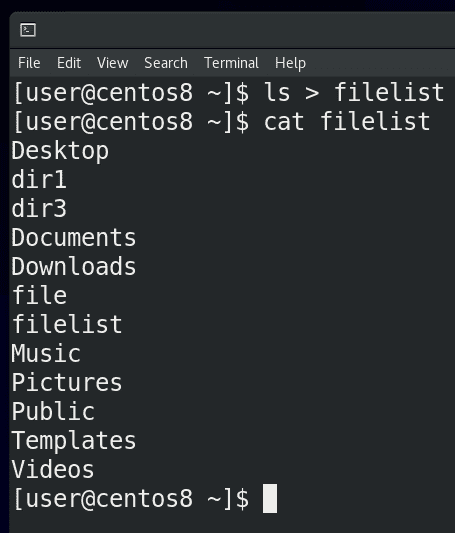 File Edit View Search Terminal Help
[user@centos8 ~]$ ls > filelist
[user@centos8 ~]$ cat filelist
Desktop
dir1
dir3
Documents
Downloads
file
filelist
Music
Pictures
Public
Templates
Videos
[user@centos8 ~]$